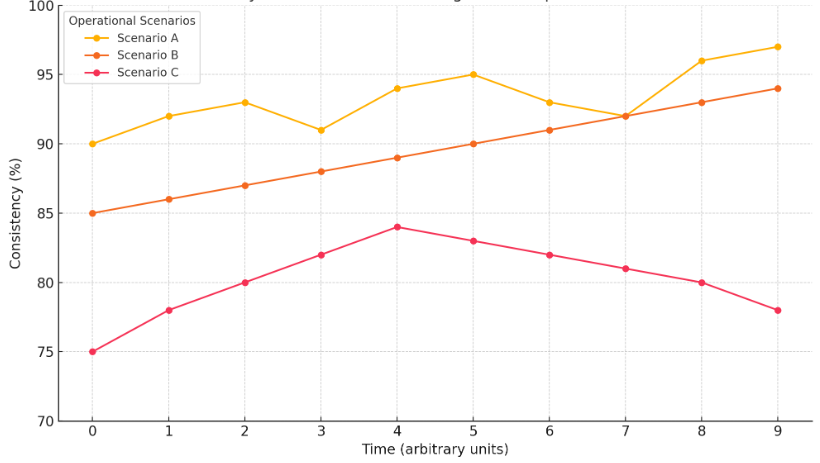 100
95
90
85
80
75
70
Consistency (%)
Operational Scenarios
Scenario A
Scenario B
Scenario C
0 1 2 3 4 5 6 7 8 9
Time (arbitrary units)